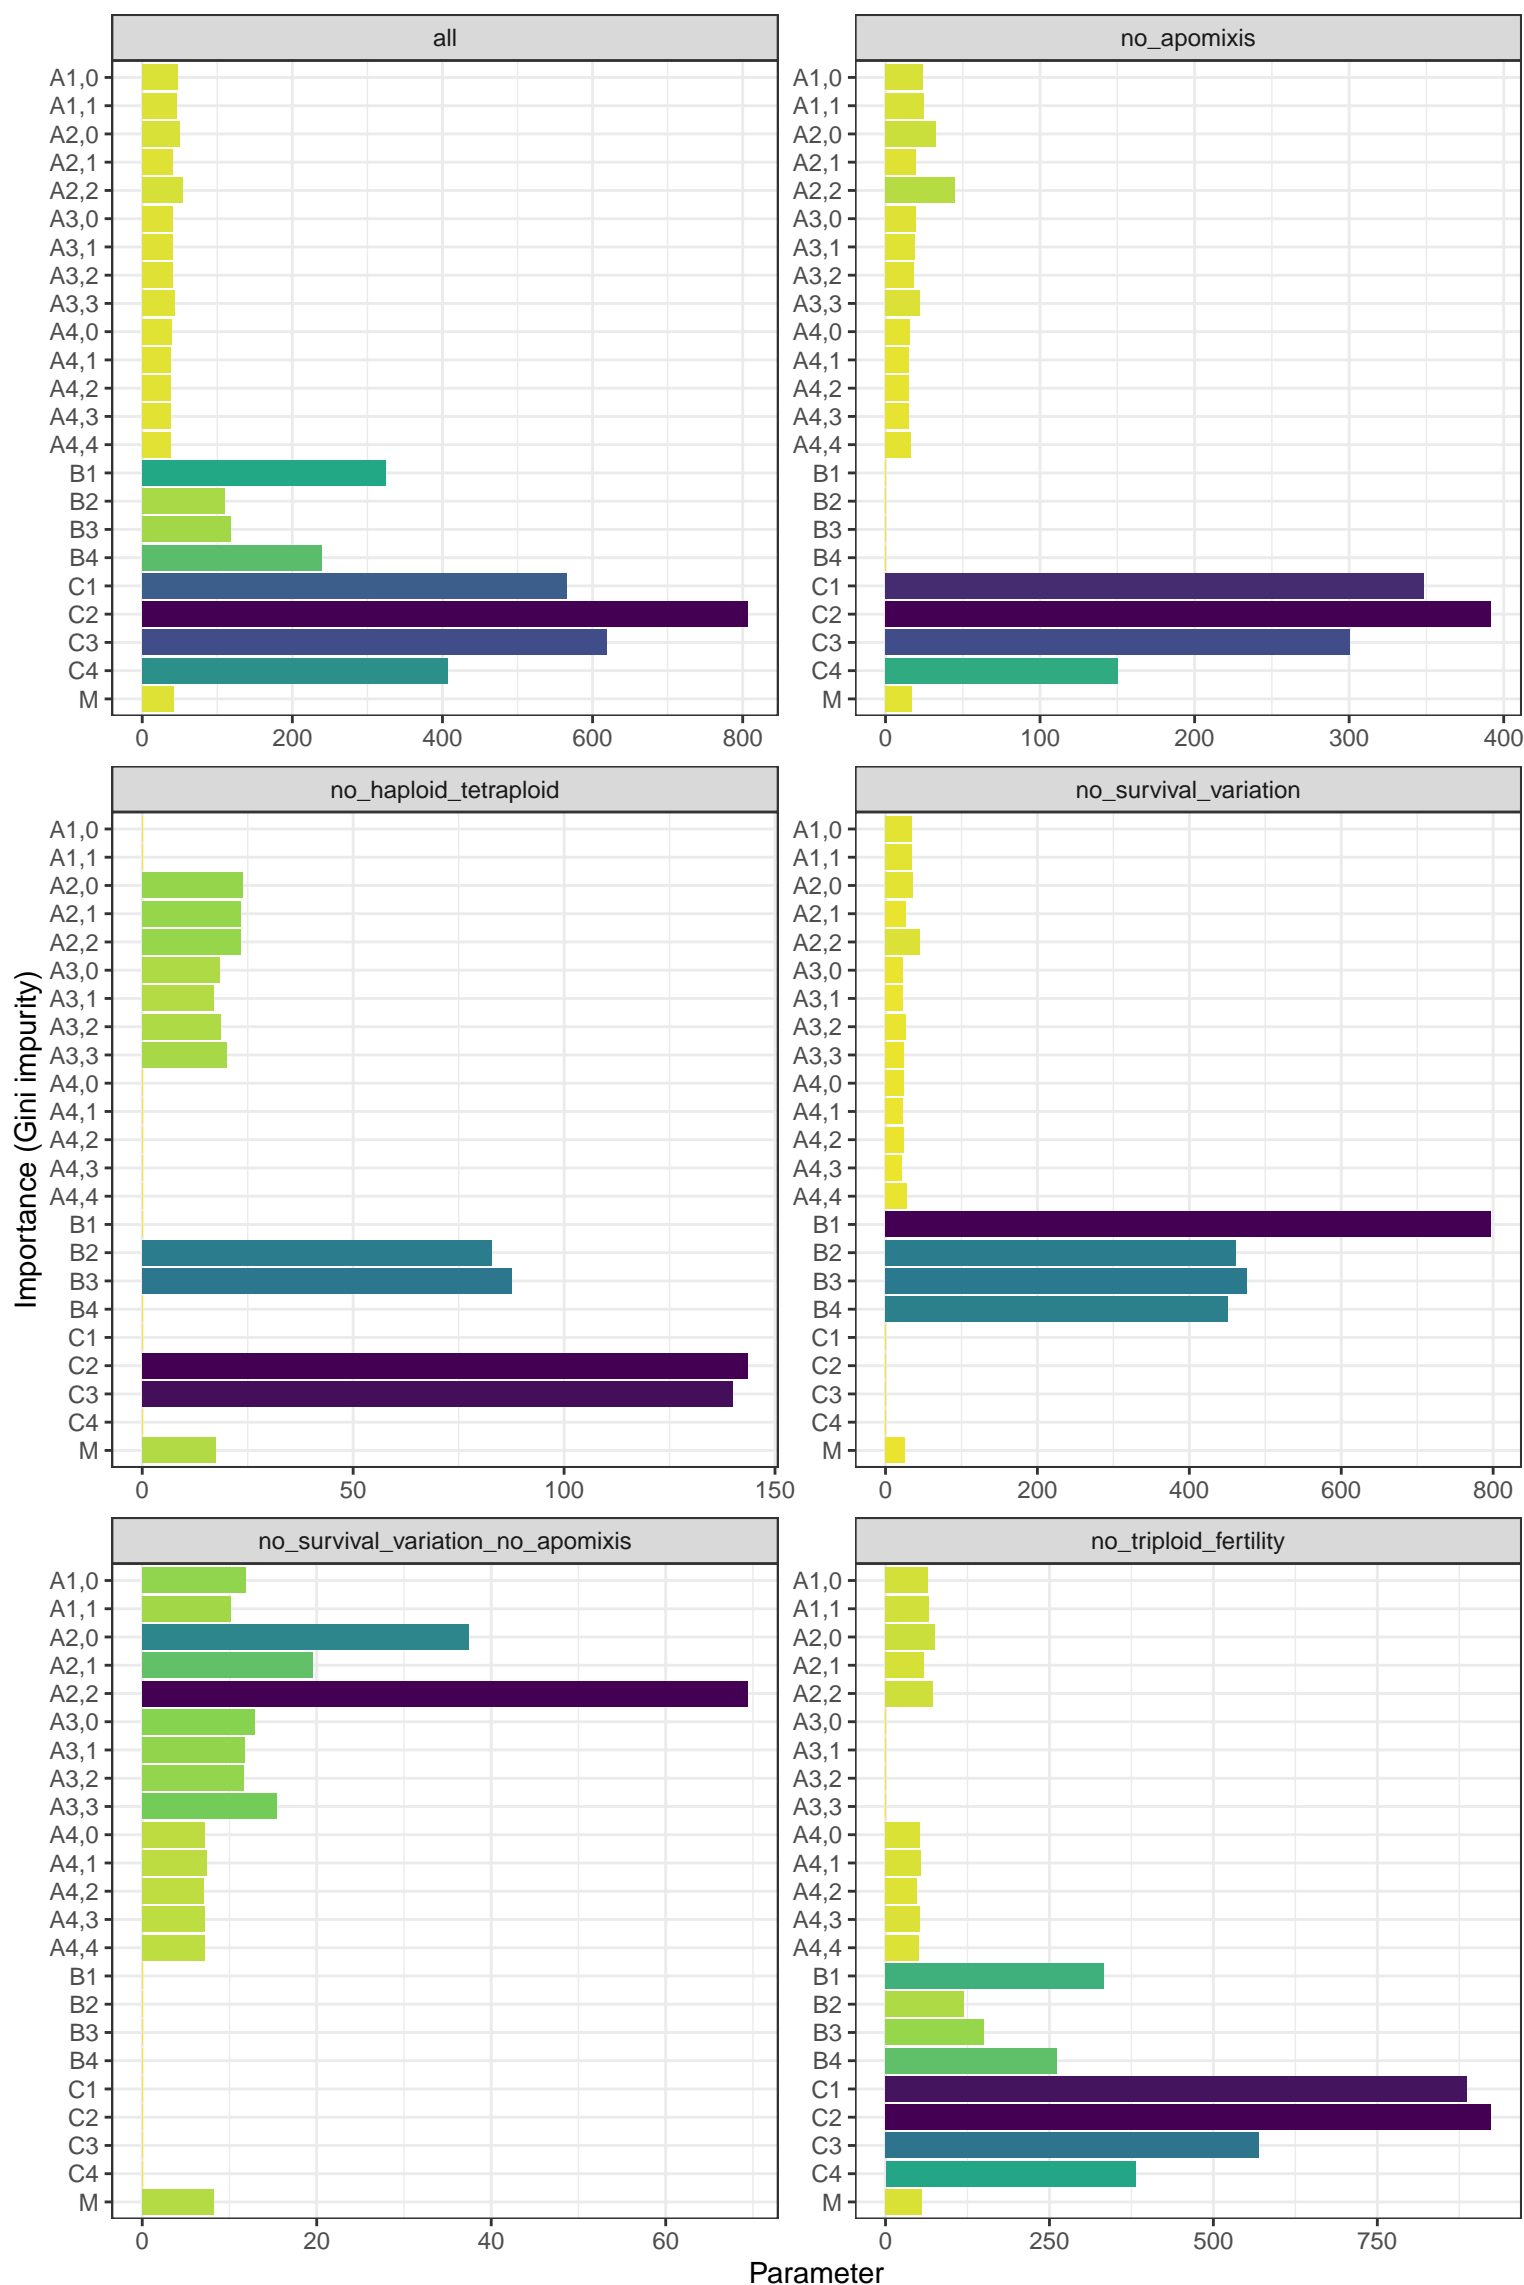 all
A1,0
A1,1
A2,0
A2,1
A2,2
A3,0
A3,1
A3,2
A3,3
A4,0
A4,1
A4,2
A4,3
A4,4
B1
B2
B3
B4
C1
C2
C3
C4
M
0 200 400 600 800
no_apomixis
A1,0
A1,1
A2,0
A2,1
A2,2
A3,0
A3,1
A3,2
A3,3
A4,0
A4,1
A4,2
A4,3
A4,4
B1
B2
B3
B4
C1
C2
C3
C4
M
0 100 200 300 400
Importance (Gini impurity)
no_haploid_tetraploid
A1,0
A1,1
A2,0
A2,1
A2,2
A3,0
A3,1
A3,2
A3,3
A4,0
A4,1
A4,2
A4,3
A4,4
B1
B2
B3
B4
C1
C2
C3
C4
M
0 50 100 150
no_survival_variation
A1,0
A1,1
A2,0
A2,1
A2,2
A3,0
A3,1
A3,2
A3,3
A4,0
A4,1
A4,2
A4,3
A4,4
B1
B2
B3
B4
C1
C2
C3
C4
M
0 200 400 600 800
no_survival_variation_no_apomixis
A1,0
A1,1
A2,0
A2,1
A2,2
A3,0
A3,1
A3,2
A3,3
A4,0
A4,1
A4,2
A4,3
A4,4
B1
B2
B3
B4
C1
C2
C3
C4
M
0 20 40 60
no_triploid_fertility
A1,0
A1,1
A2,0
A2,1
A2,2
A3,0
A3,1
A3,2
A3,3
A4,0
A4,1
A4,2
A4,3
A4,4
B1
B2
B3
B4
C1
C2
C3
C4
M
0 250 500 750
Parameter